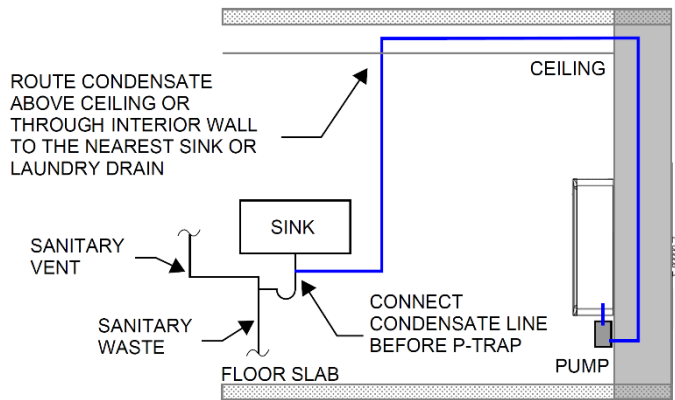 CEILING
ROUTE CONDENSATE
ABOVE CEILING OR
THROUGH INTERIOR WALL
TO THE NEAREST SINK OR
LAUNDRY DRAIN
SINK
SANITARY
VENT
CONNECT
CONDENSATE LINE
BEFORE P-TRAP
SANITARY
WASTE
PUMP
FLOOR SLAB